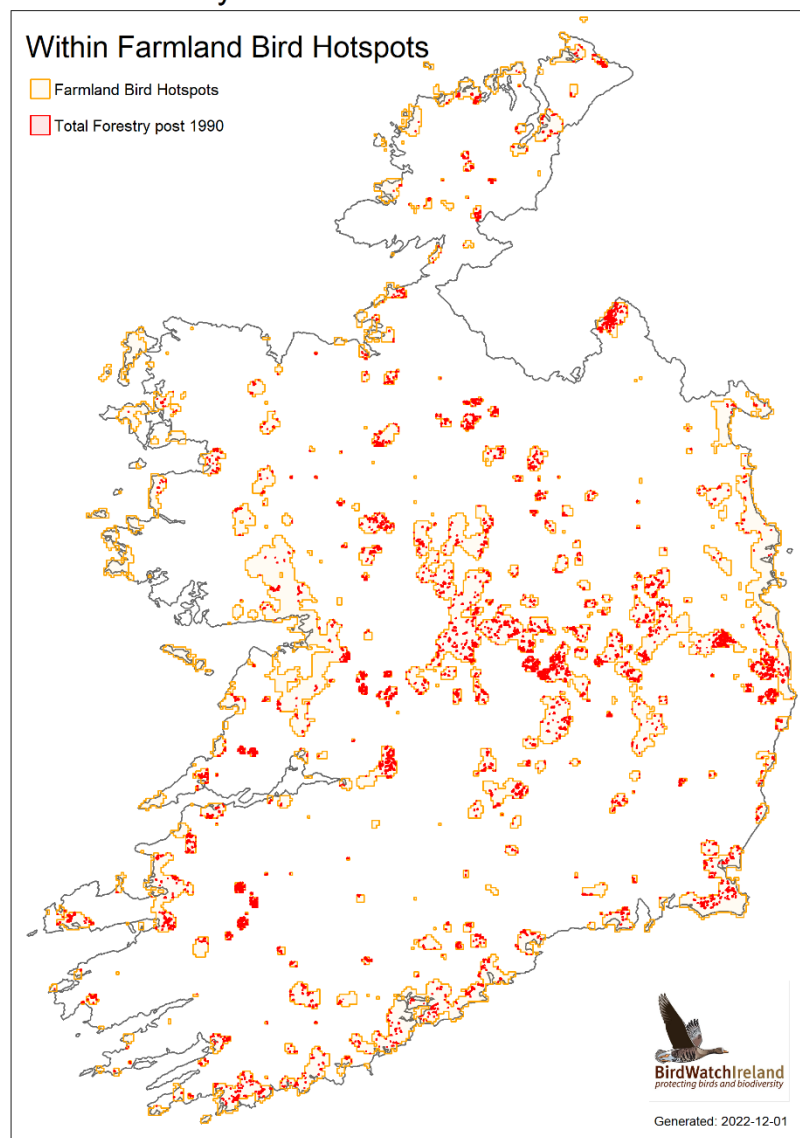 Within Farmland Bird Hotspots
Farmland Bird Hotspots
Total Forestry post 1990
BirdWatchIreland
protecting birds and biodiversity
Generated: 2022-12-01